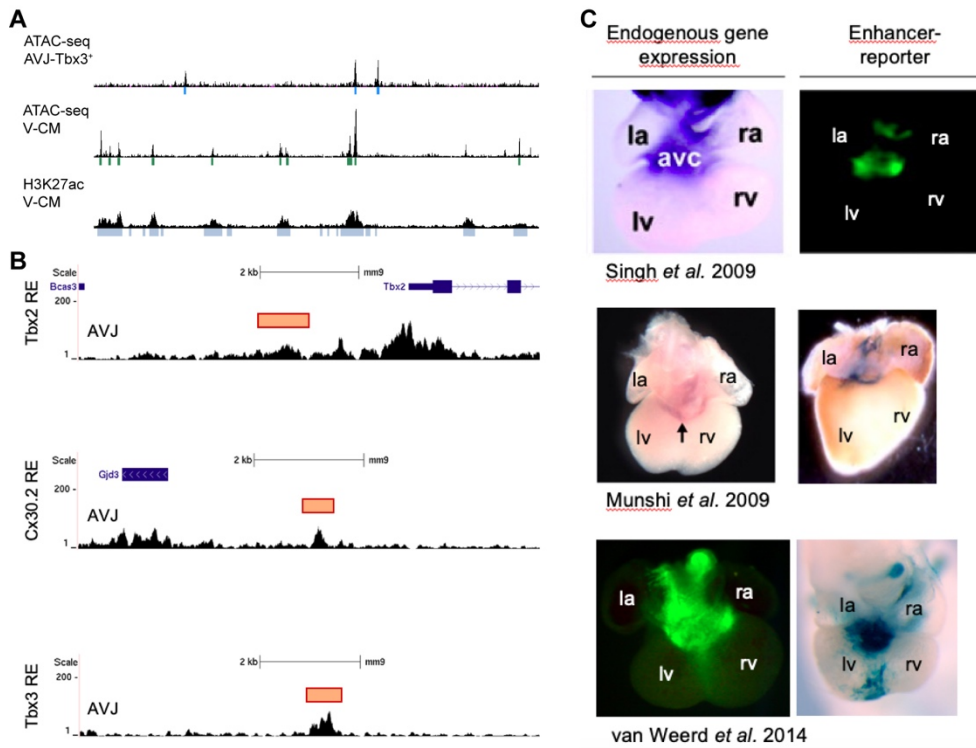 A
ATAC-seq
AVJ-Tbx3⁺
ATAC-seq
V-CM
H3K27ac
V-CM
B
Tbx2 RE
Scale
2 kb
mm9
Bcas3
Tbx2
200
AVJ
1
Cx30.2 RE
Scale
2 kb
mm9
Gjd3
200
AVJ
1
Tbx3 RE
Scale
2 kb
mm9
200
AVJ
1
C
Endogenous gene
expression
Enhancer-
reporter
la
ra
avc
lv
rv
la
ra
lv
rv
Singh et al. 2009
la
ra
lv
rv
la
ra
lv
rv
Munshi et al. 2009
la
ra
lv
rv
la
ra
lv
rv
van Weerd et al. 2014